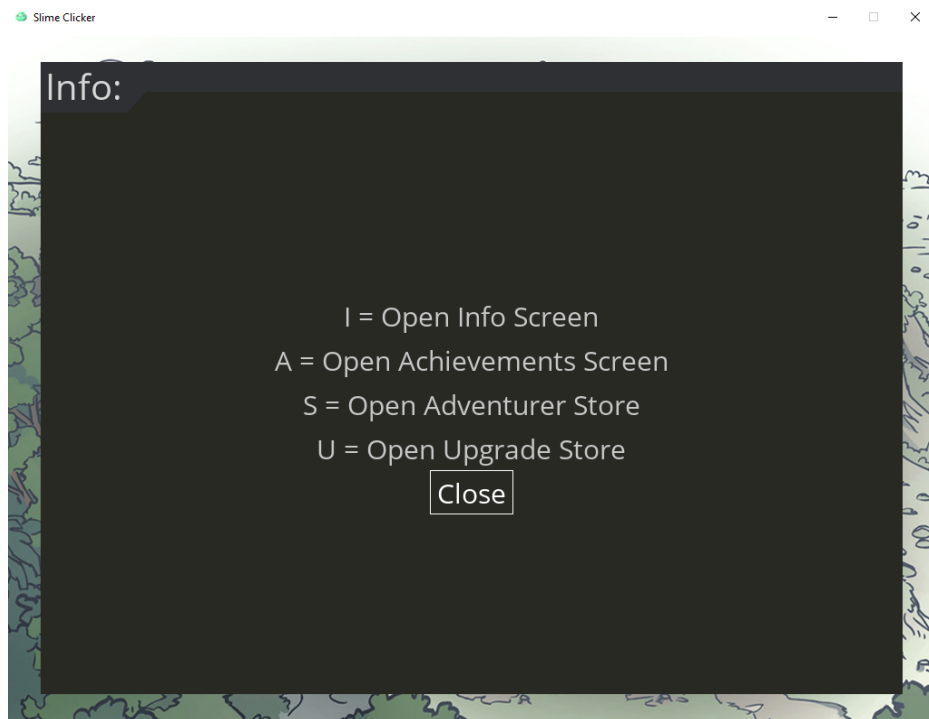 Slime Clicker
Info:
I = Open Info Screen
A = Open Achievements Screen
S = Open Adventurer Store
U = Open Upgrade Store
Close